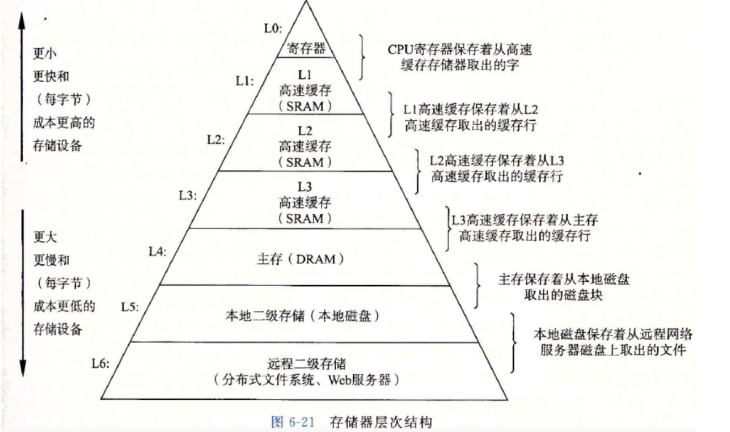 更小
更快和
（每字节）
成本更高的
存储设备
更大
更慢和
（每字节）
成本更低的
存储设备
L0:
寄存器
CPU寄存器保存着从高速
缓存存储器取出的字
L1:
L1
高速缓存
（SRAM）
L1高速缓存保存着从L2
高速缓存取出的缓存行
L2:
L2
高速缓存
（SRAM）
L2高速缓存保存着从L3
高速缓存取出的缓存行
L3:
L3
高速缓存
（SRAM）
L3高速缓存保存着从主存
高速缓存取出的缓存行
L4:
主存（DRAM）
主存保存着从本地磁盘
取出的磁盘块
L5:
本地二级存储（本地磁盘）
本地磁盘保存着从远程网络
服务器磁盘上取出的文件
L6:
远程二级存储
（分布式文件系统、Web服务器）
图 6-21 存储器层次结构